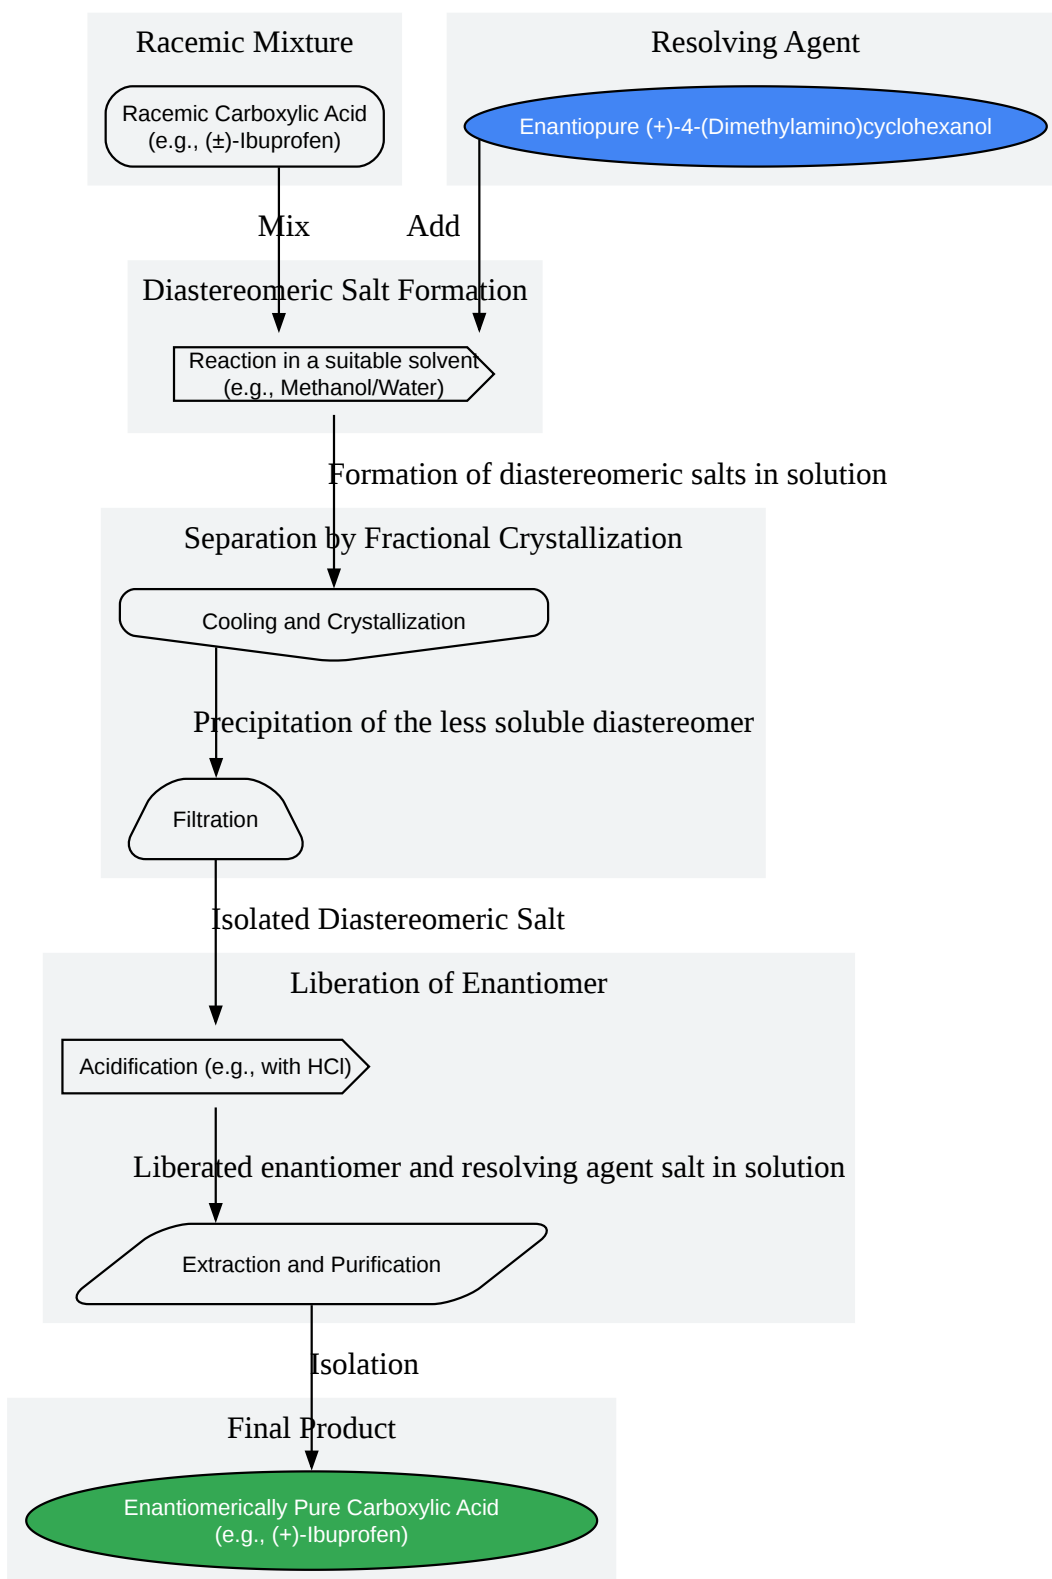 Racemic Mixture
Resolving Agent
Racemic Carboxylic Acid
(e.g., (±)-Ibuprofen)
Enantiopure (+)-4-(Dimethylamino)cyclohexanol
Mix
Add
Diastereomeric Salt Formation
Reaction in a suitable solvent
(e.g., Methanol/Water)
Formation of diastereomeric salts in solution
Separation by Fractional Crystallization
Cooling and Crystallization
Precipitation of the less soluble diastereomer
Filtration
Isolated Diastereomeric Salt
Liberation of Enantiomer
Acidification (e.g., with HCl)
Liberated enantiomer and resolving agent salt in solution
Extraction and Purification
Isolation
Final Product
Enantiomerically Pure Carboxylic Acid
(e.g., (+)-Ibuprofen)